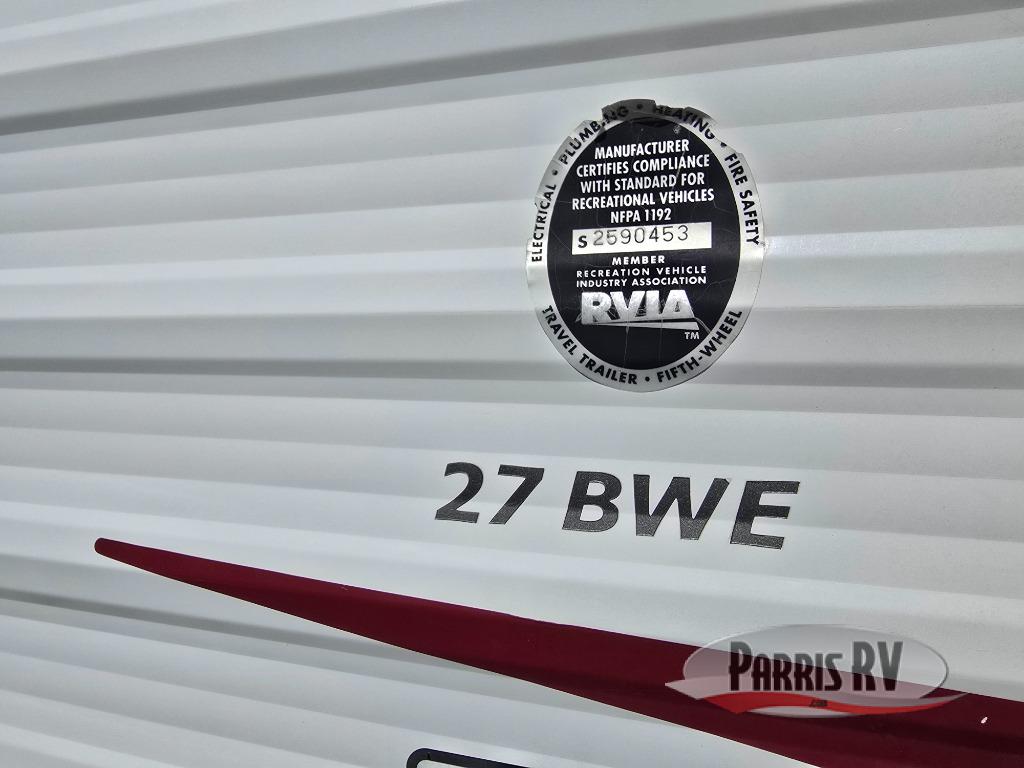 ELECTRICAL • PLUMBING • HEATING • FIRE SAFETY
MANUFACTURER
CERTIFIES COMPLIANCE
WITH STANDARD FOR
RECREATIONAL VEHICLES
NFPA 1192
S 2590453
MEMBER
RECREATION VEHICLE
INDUSTRY ASSOCIATION
RVIA
TM
TRAVEL TRAILER • FIFTH-WHEEL
27 BWE
PARRIS RV
.com